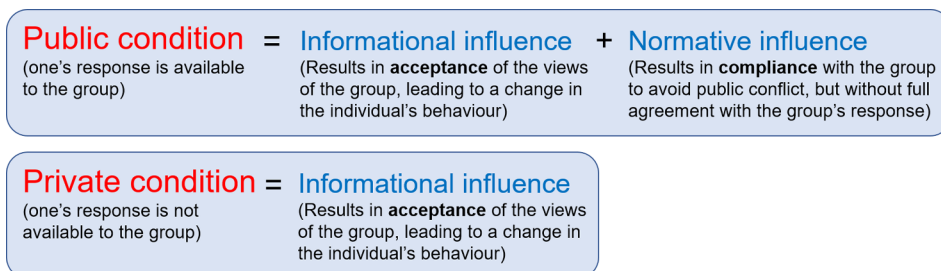 Public condition = Informational influence + Normative influence
(one's response is available
to the group)
(Results in acceptance of the views
of the group, leading to a change in
the individual's behaviour)
(Results in compliance with the group
to avoid public conflict, but without full
agreement with the group's response)
Private condition = Informational influence
(one's response is not
available to the group)
(Results in acceptance of the views
of the group, leading to a change in
the individual's behaviour)